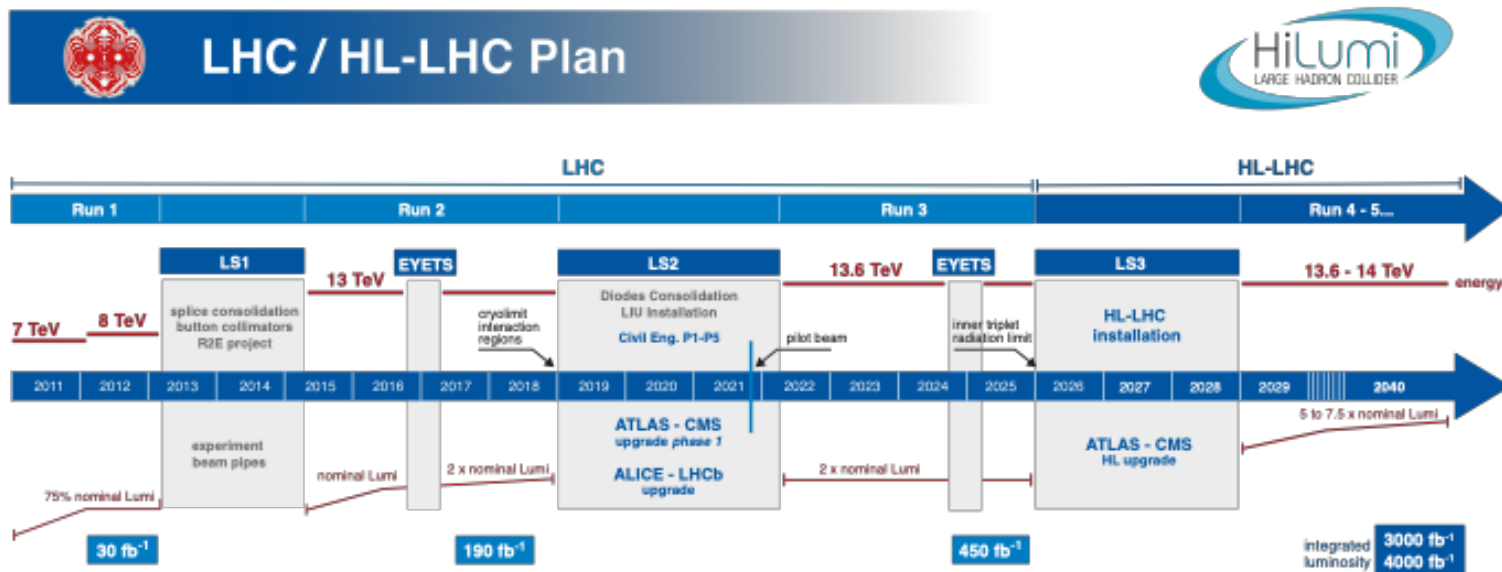 LHC / HL-LHC Plan
HiLumi
LARGE HADRON COLLIDER
LHC
HL-LHC
Run 1
Run 2
Run 3
Run 4 - 5...
LS1
EYETS
LS2
EYETS
LS3
7 TeV
8 TeV
13 TeV
13.6 TeV
13.6 - 14 TeV
energy
splice consolidation
button collimators
R2E project
cryolimit
interaction
regions
Diodes Consolidation
LIU Installation
Civil Eng. P1-P5
pilot beam
inner triplet
radiation limit
HL-LHC
installation
2011
2012
2013
2014
2015
2016
2017
2018
2019
2020
2021
2022
2023
2024
2025
2026
2027
2028
2029
2040
experiment
beam pipes
75% nominal Lumi
nominal Lumi
2 x nominal Lumi
ATLAS - CMS
upgrade phase 1
ALICE - LHCb
upgrade
2 x nominal Lumi
ATLAS - CMS
HL upgrade
5 to 7.5 x nominal Lumi
30 fb⁻¹
190 fb⁻¹
450 fb⁻¹
integrated
luminosity
3000 fb⁻¹
4000 fb⁻¹